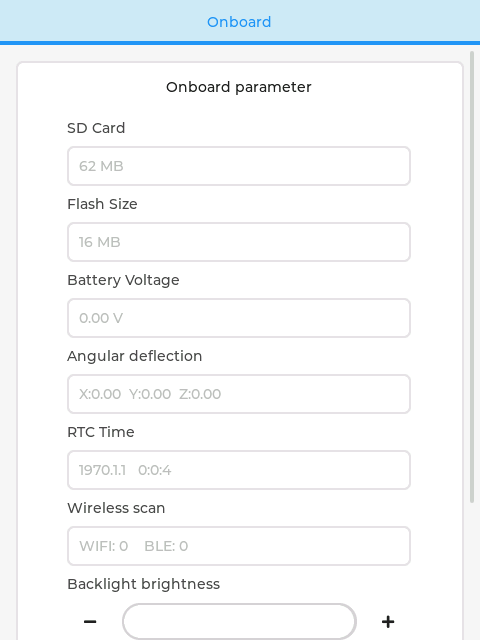 Onboard
Onboard parameter
SD Card
62 MB
Flash Size
16 MB
Battery Voltage
0.00 V
Angular deflection
X:0.00  Y:0.00  Z:0.00
RTC Time
1970.1.1   0:0:4
Wireless scan
WIFI: 0    BLE: 0
Backlight brightness
− +